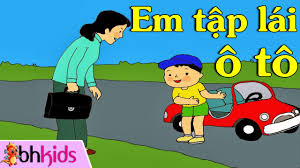 Em tập lái
ô tô
bhkids